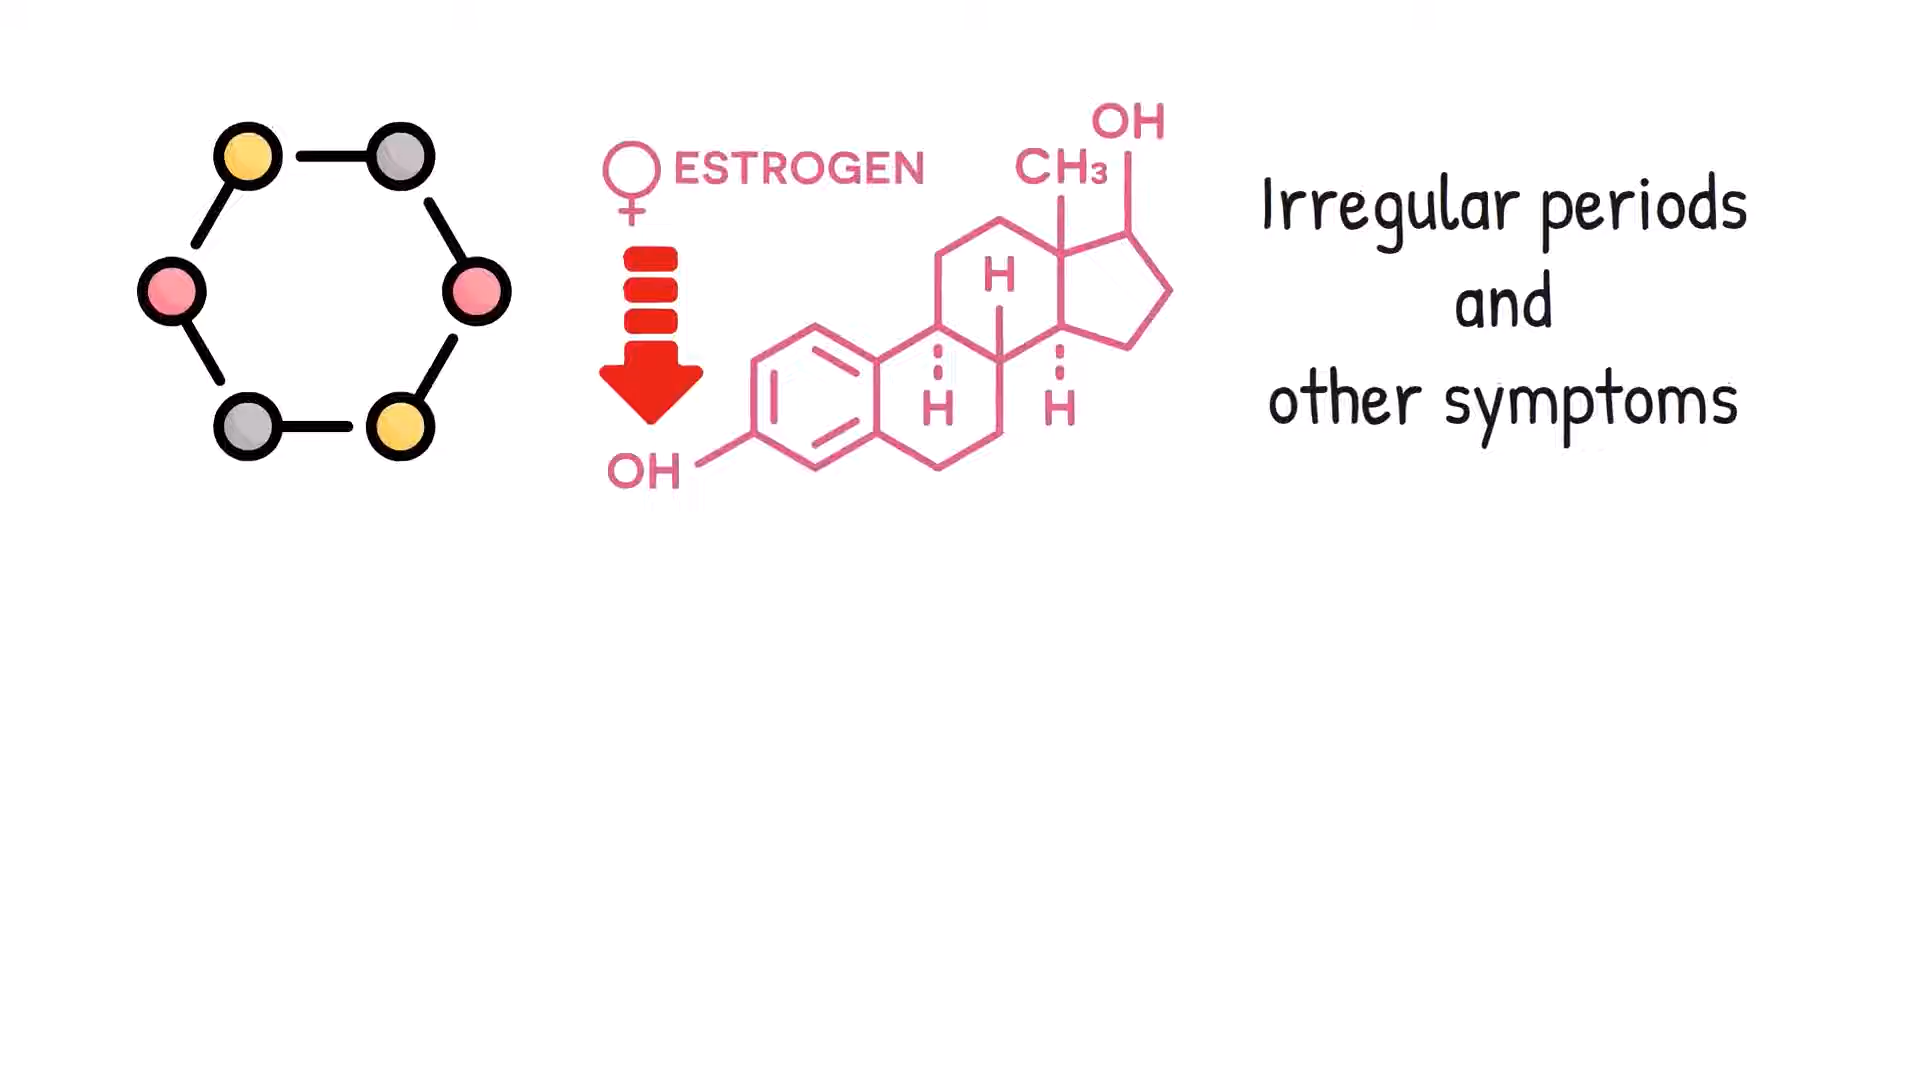 OH
ESTROGEN
CH₃
Irregular periods
and
other symptoms
H
H
H
OH